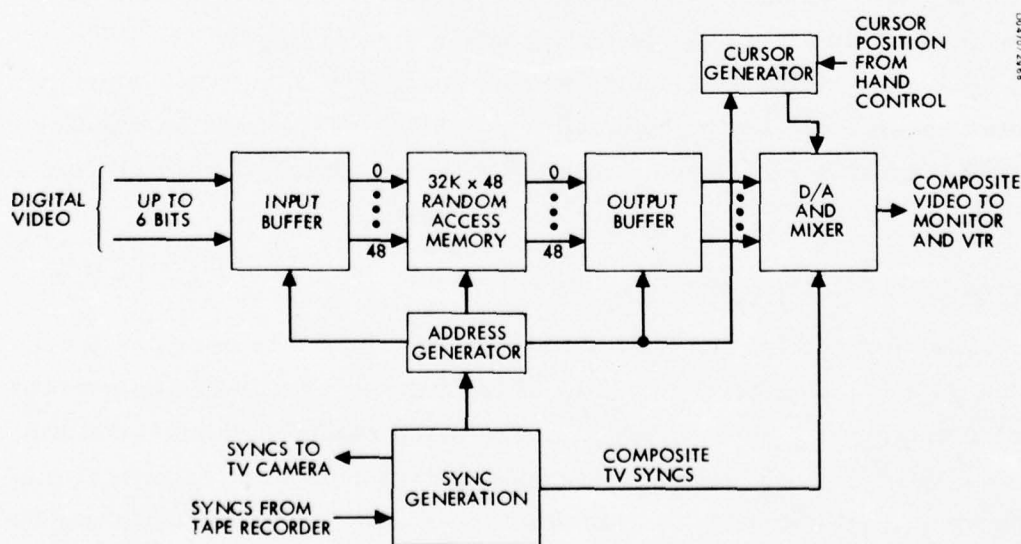 CURSOR
GENERATOR
CURSOR
POSITION
FROM
HAND
CONTROL
DIGITAL
VIDEO
UP TO
6 BITS
INPUT
BUFFER
0
48
32K x 48
RANDOM
ACCESS
MEMORY
0
48
OUTPUT
BUFFER
D/A
AND
MIXER
COMPOSITE
VIDEO TO
MONITOR
AND VTR
ADDRESS
GENERATOR
SYNCS TO
TV CAMERA
SYNCS FROM
TAPE RECORDER
SYNC
GENERATION
COMPOSITE
TV SYNCS